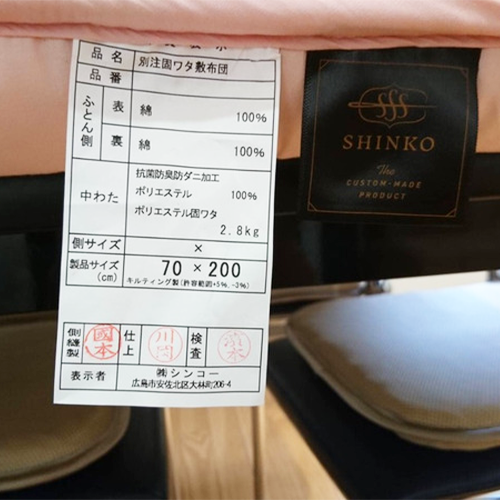 品名 別注固ワタ敷布団
品番
ふとん側 表 綿 100%
裏 綿 100%
中わた 抗菌防臭防ダニ加工
ポリエステル 100%
ポリエステル固ワタ
2.8kg
側サイズ ×
製品サイズ(cm) 70×200
キルティング製(許容範囲+5%,-3%)
側縫製 國本 仕上 検査
表示者 ㈱シンコー
広島市安佐北区大林町206-4
SSS
SHINKO
The
CUSTOM-MADE
PRODUCT